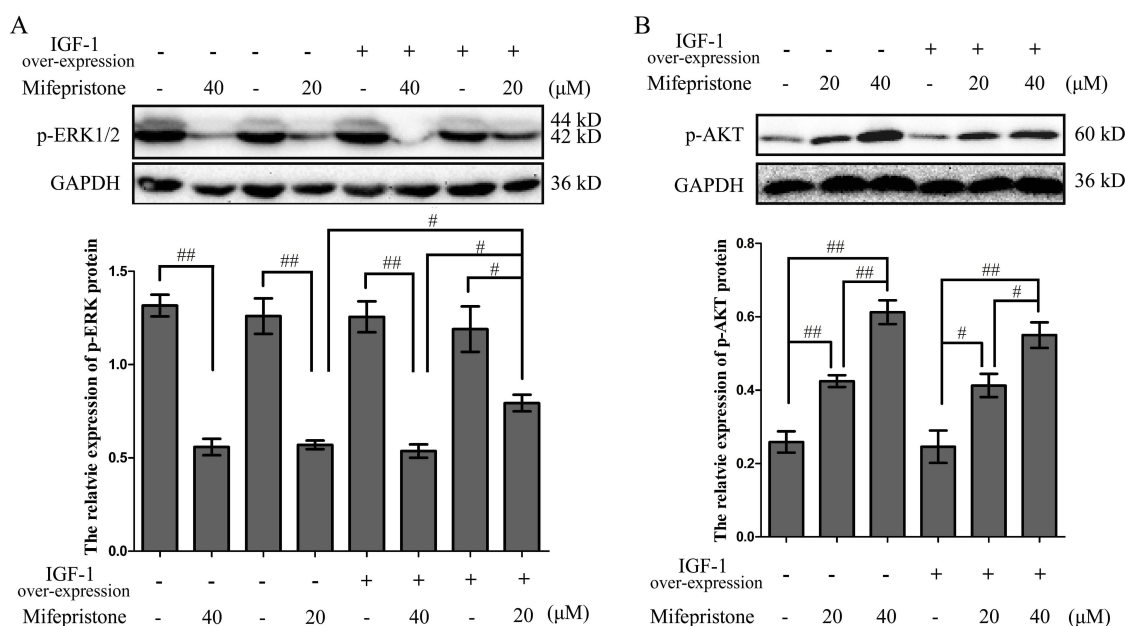 A
IGF-1
over-expression - - - - + + + +
Mifepristone - 40 - 20 - 40 - 20 (μM)
p-ERK1/2
44 kD
42 kD
GAPDH
36 kD
The relatvie expression of p-ERK protein
1.5
1.0
0.5
0.0
## ## ## # # #
IGF-1
over-expression - - - - + + + +
Mifepristone - 40 - 20 - 40 - 20 (μM)
B
IGF-1
over-expression - - - + + +
Mifepristone - 20 40 - 20 40 (μM)
p-AKT
60 kD
GAPDH
36 kD
The relatvie expression of p-AKT protein
0.8
0.6
0.4
0.2
0.0
## ## ## ## # #
IGF-1
over-expression - - - + + +
Mifepristone - 20 40 - 20 40 (μM)